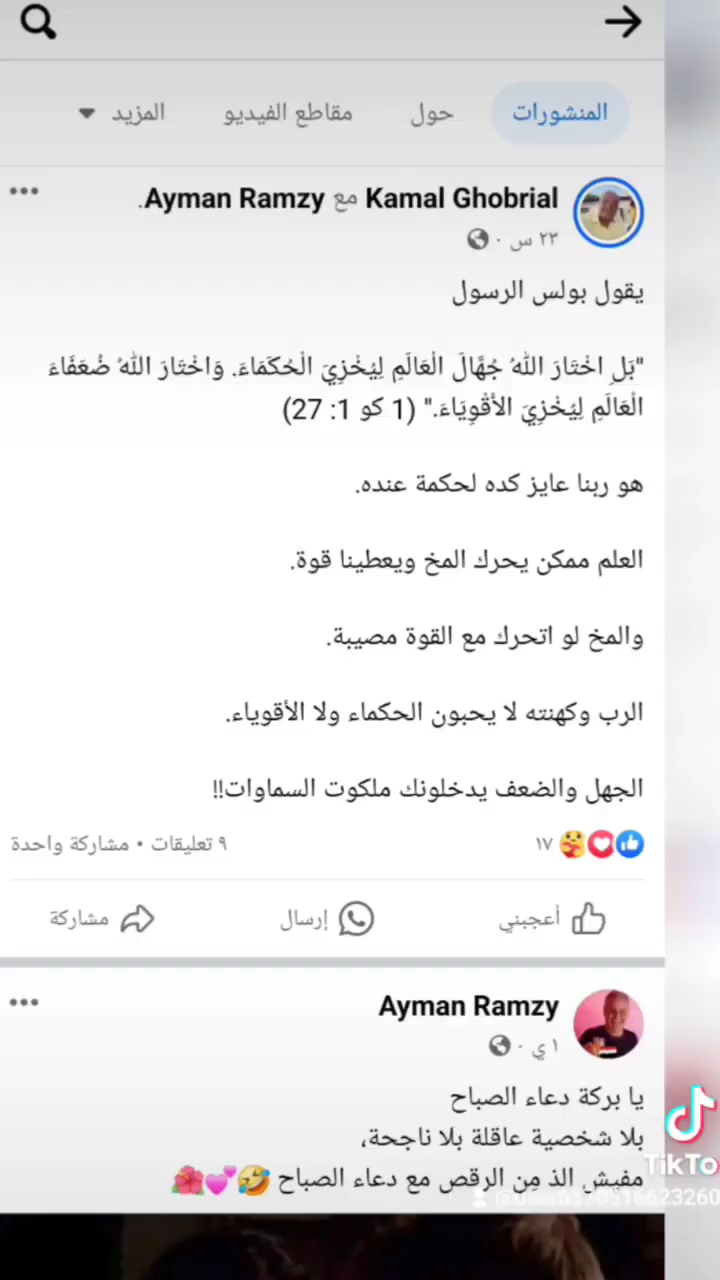 المنشورات حول مقاطع الفيديو المزيد
Kamal Ghobrial مع Ayman Ramzy.
٢٣ س ·
يقول بولس الرسول
"بَلِ اخْتَارَ اللهُ جُهَّالَ الْعَالَمِ لِيُخْزِيَ الْحُكَمَاءَ. وَاخْتَارَ اللهُ ضُعَفَاءَ
الْعَالَمِ لِيُخْزِيَ الأَقْوِيَاءَ." (1 كو 1: 27)
هو ربنا عايز كده لحكمة عنده.
العلم ممكن يحرك المخ ويعطينا قوة.
والمخ لو اتحرك مع القوة مصيبة.
الرب وكهنته لا يحبون الحكماء ولا الأقوياء.
الجهل والضعف يدخلونك ملكوت السماوات!!
١٧ ٩ تعليقات • مشاركة واحدة
أعجبني إرسال مشاركة
Ayman Ramzy
١ ي ·
يا بركة دعاء الصباح
بلا شخصية عاقلة بلا ناجحة،
مفيش الذ من الرقص مع دعاء الصباح 🤣💕🌺
TikTo